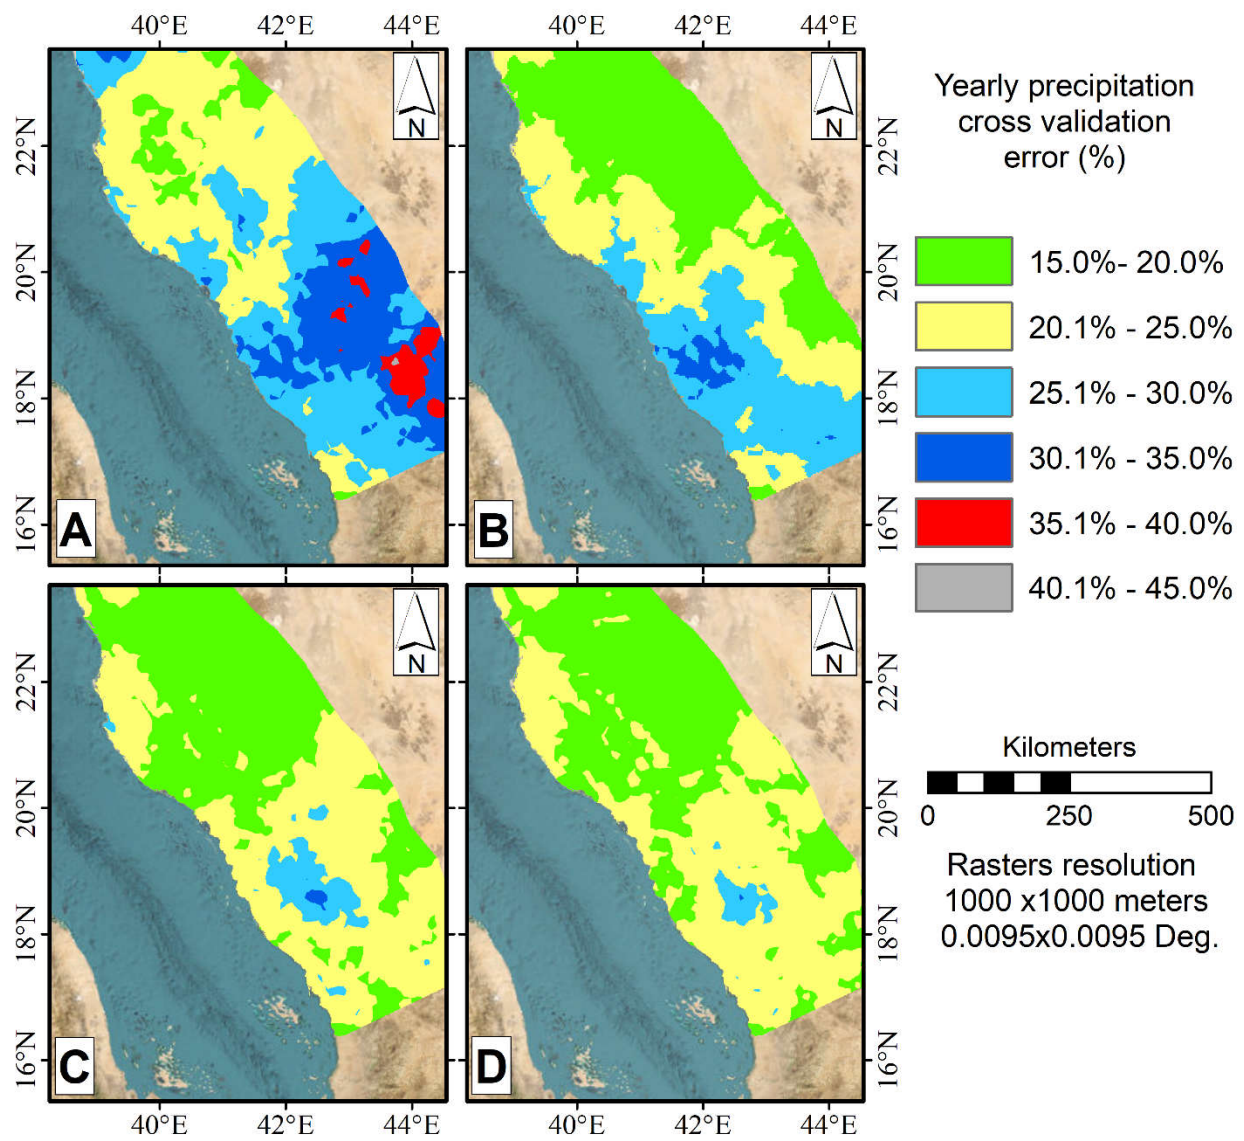 40°E 42°E 44°E 40°E 42°E 44°E
22°N
20°N
18°N
16°N
N
A
N
B
22°N
20°N
18°N
16°N
22°N
20°N
18°N
16°N
N
C
N
D
22°N
20°N
18°N
16°N
40°E 42°E 44°E 40°E 42°E 44°E
Yearly precipitation
cross validation
error (%)
15.0%- 20.0%
20.1% - 25.0%
25.1% - 30.0%
30.1% - 35.0%
35.1% - 40.0%
40.1% - 45.0%
Kilometers
0 250 500
Rasters resolution
1000 x1000 meters
0.0095x0.0095 Deg.